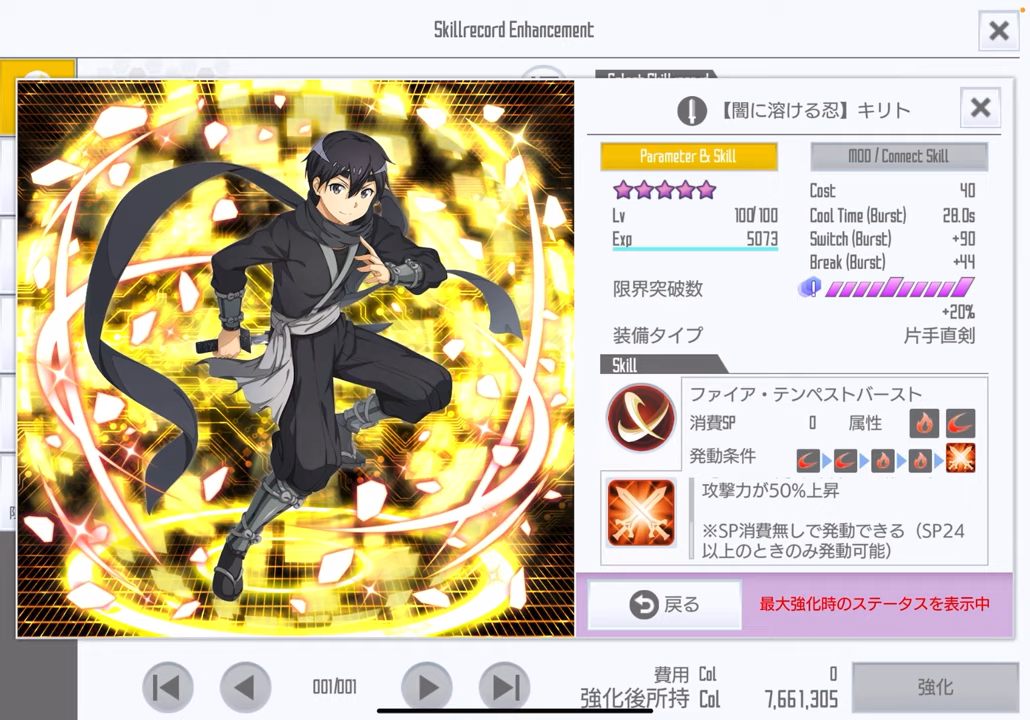 Skillrecord Enhancement
【闇に溶ける忍】キリト
Parameter & Skill
MOD / Connect Skill
Lv 100/100
Exp 5073
Cost 40
Cool Time (Burst) 28.0s
Switch (Burst) +90
Break (Burst) +44
限界突破数
+20%
装備タイプ 片手直剣
Skill
ファイア・テンペストバースト
消費SP 0 属性
発動条件
攻撃力が50%上昇
※SP消費無しで発動できる（SP24
以上のときのみ発動可能）
戻る
最大強化時のステータスを表示中
001/001
費用 Col 0
強化後所持 Col 7,661,305
強化